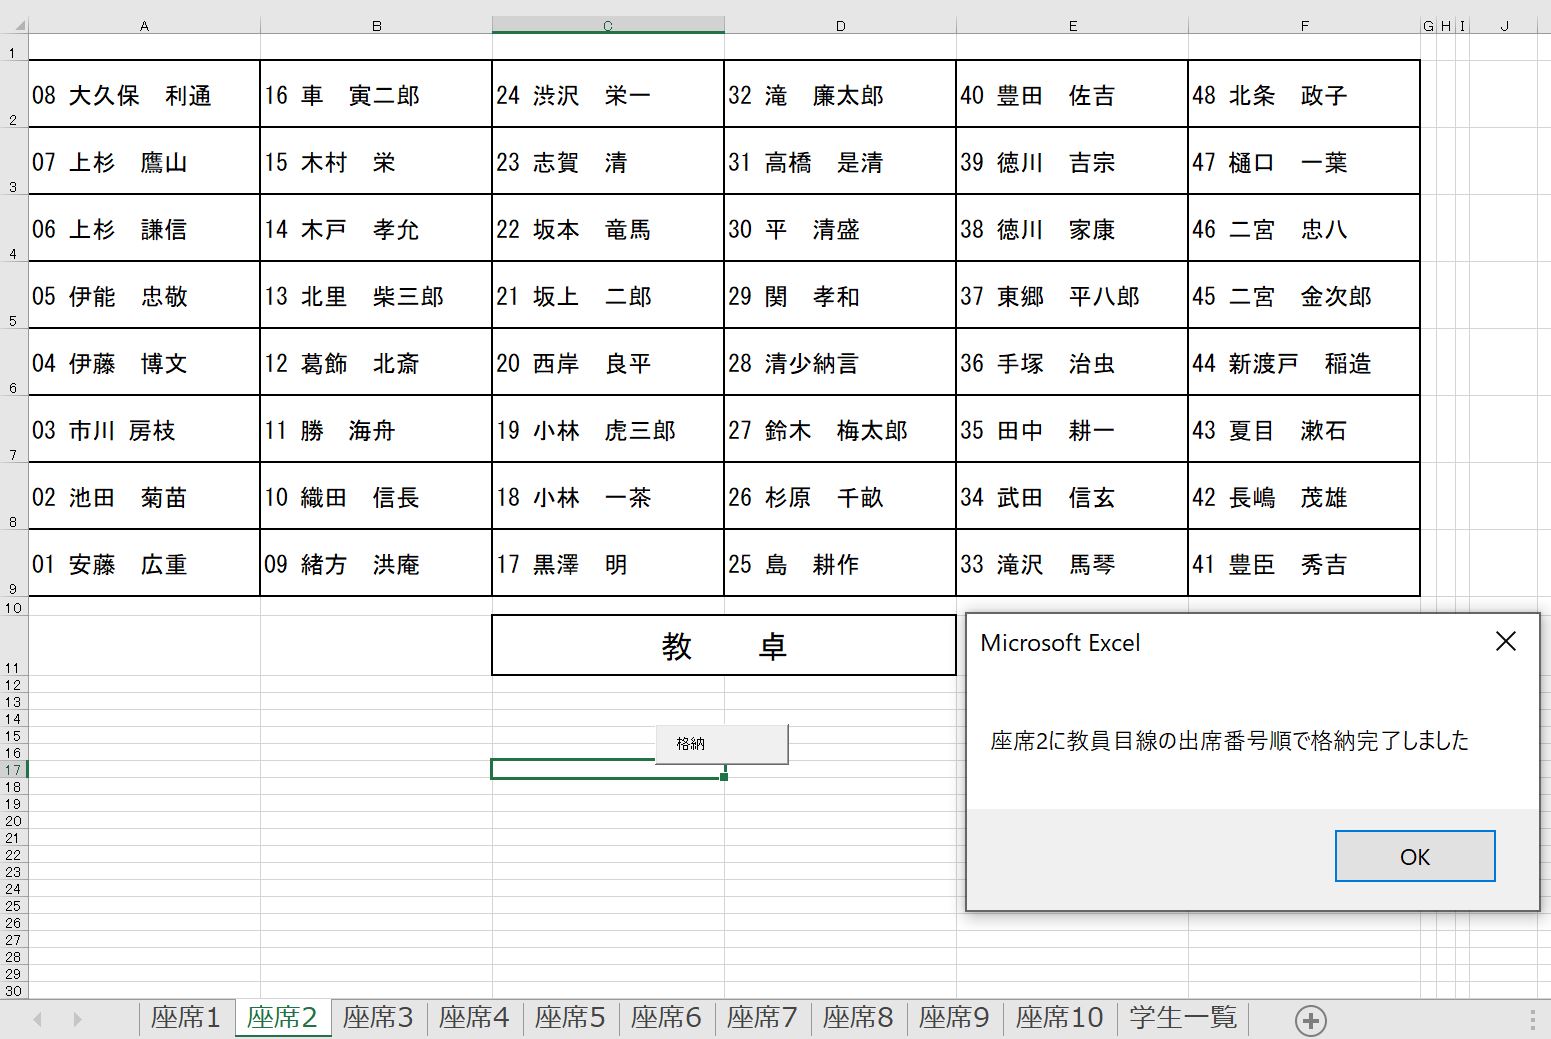 A B C D E F G H I J
1
2 08 大久保　利通 16 車　寅二郎 24 渋沢　栄一 32 滝　廉太郎 40 豊田　佐吉 48 北条　政子
3 07 上杉　鷹山 15 木村　栄 23 志賀　清 31 高橋　是清 39 徳川　吉宗 47 樋口　一葉
4 06 上杉　謙信 14 木戸　孝允 22 坂本　竜馬 30 平　清盛 38 徳川　家康 46 二宮　忠八
5 05 伊能　忠敬 13 北里　柴三郎 21 坂上　二郎 29 関　孝和 37 東郷　平八郎 45 二宮　金次郎
6 04 伊藤　博文 12 葛飾　北斎 20 西岸　良平 28 清少納言 36 手塚　治虫 44 新渡戸　稲造
7 03 市川 房枝 11 勝　海舟 19 小林　虎三郎 27 鈴木　梅太郎 35 田中　耕一 43 夏目　漱石
8 02 池田　菊苗 10 織田　信長 18 小林　一茶 26 杉原　千畝 34 武田　信玄 42 長嶋　茂雄
9 01 安藤　広重 09 緒方　洪庵 17 黒澤　明 25 島　耕作 33 滝沢　馬琴 41 豊臣　秀吉
10
11 教　　卓
12
13
14
15
16
17
18
19
20
21
22
23
24
25
26
27
28
29
30
格納
Microsoft Excel
座席2に教員目線の出席番号順で格納完了しました
OK
座席1 座席2 座席3 座席4 座席5 座席6 座席7 座席8 座席9 座席10 学生一覧